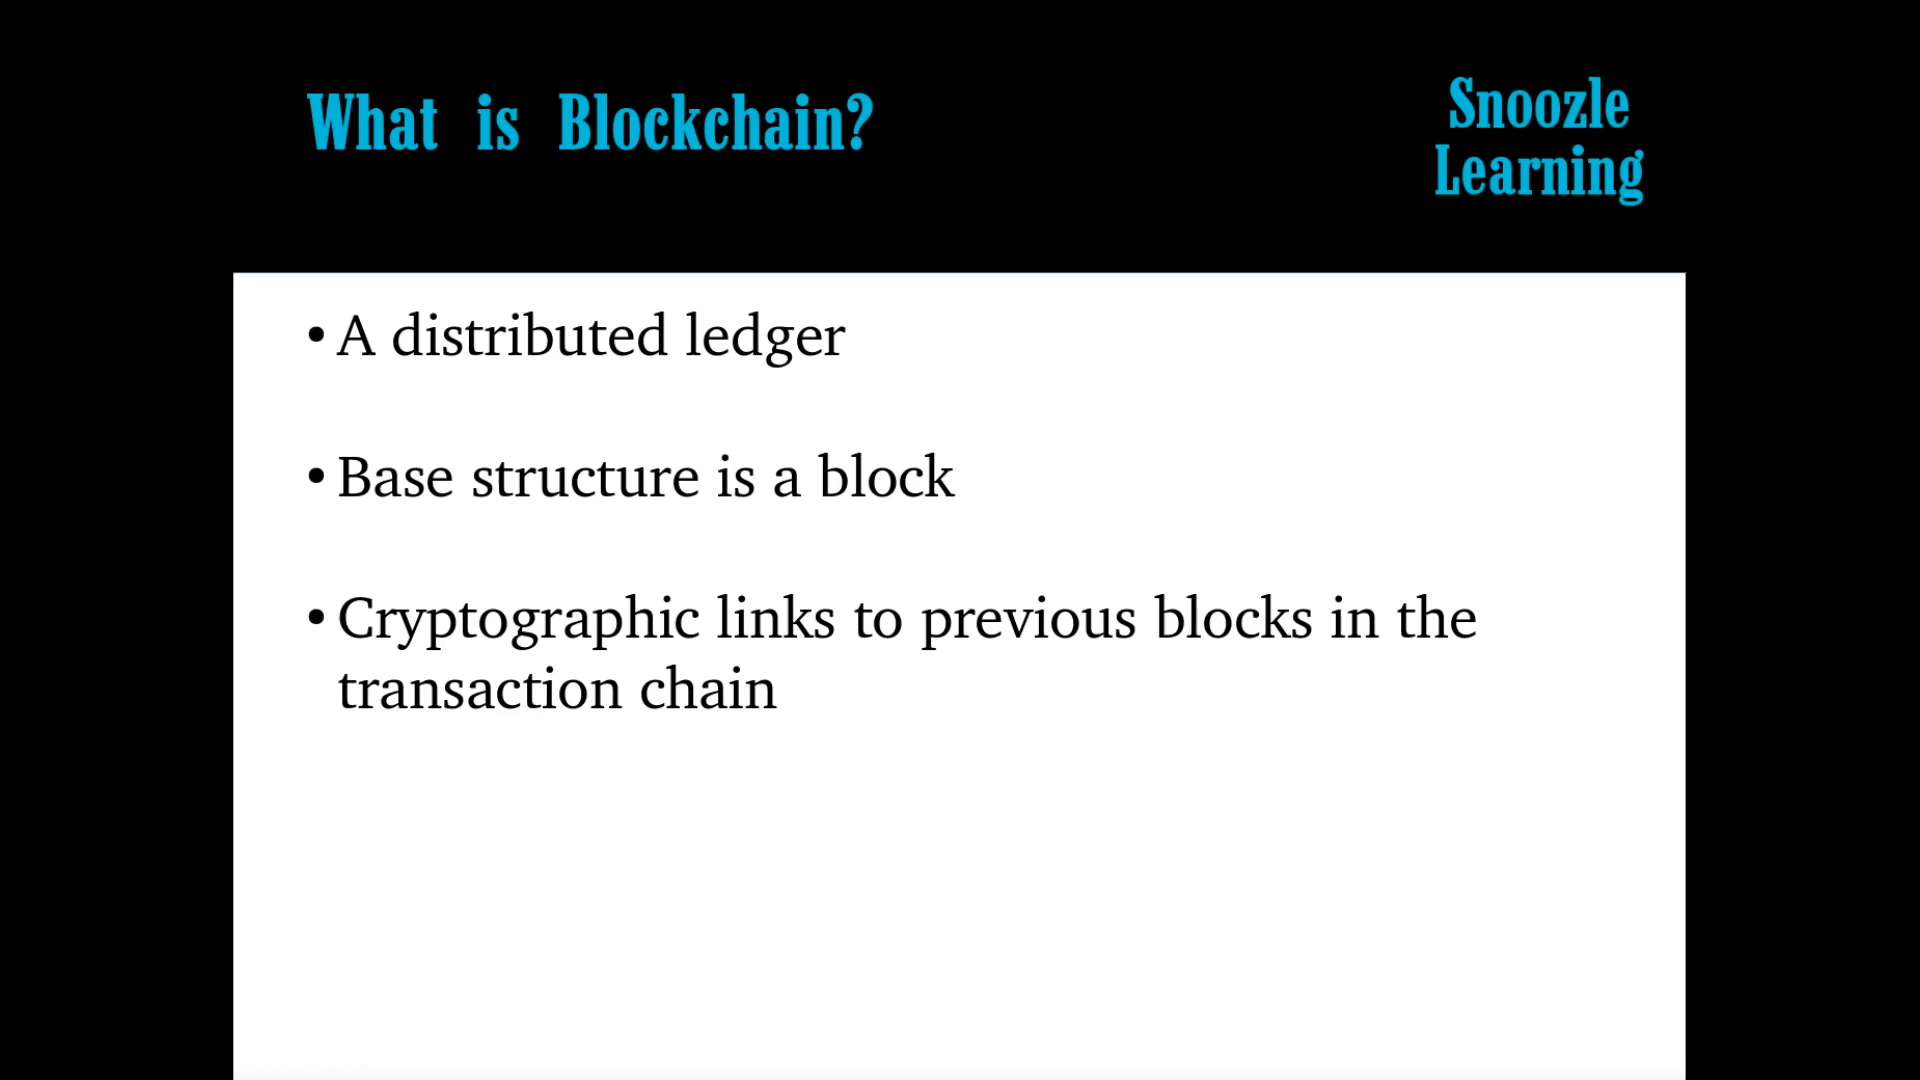 What is Blockchain?
Snoozle
Learning
• A distributed ledger
• Base structure is a block
• Cryptographic links to previous blocks in the
transaction chain